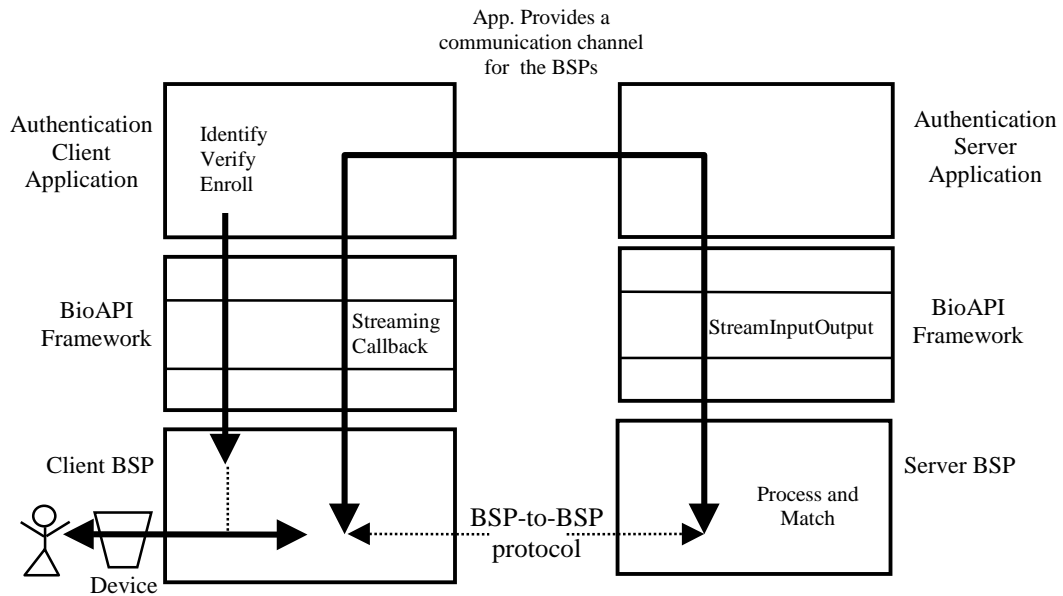 App. Provides a
communication channel
for the BSPs
Authentication
Client
Application
Identify
Verify
Enroll
Authentication
Server
Application
BioAPI
Framework
Streaming
Callback
StreamInputOutput
BioAPI
Framework
Client BSP
BSP-to-BSP
protocol
Process and
Match
Server BSP
Device